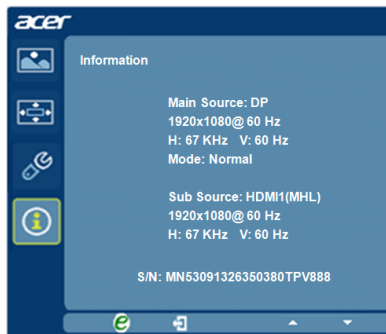 acer
Information
Main Source: DP
1920x1080@ 60 Hz
H: 67 KHz V: 60 Hz
Mode: Normal
Sub Source: HDMI1(MHL)
1920x1080@ 60 Hz
H: 67 KHz V: 60 Hz
S/N: MN53091326350380TPV888